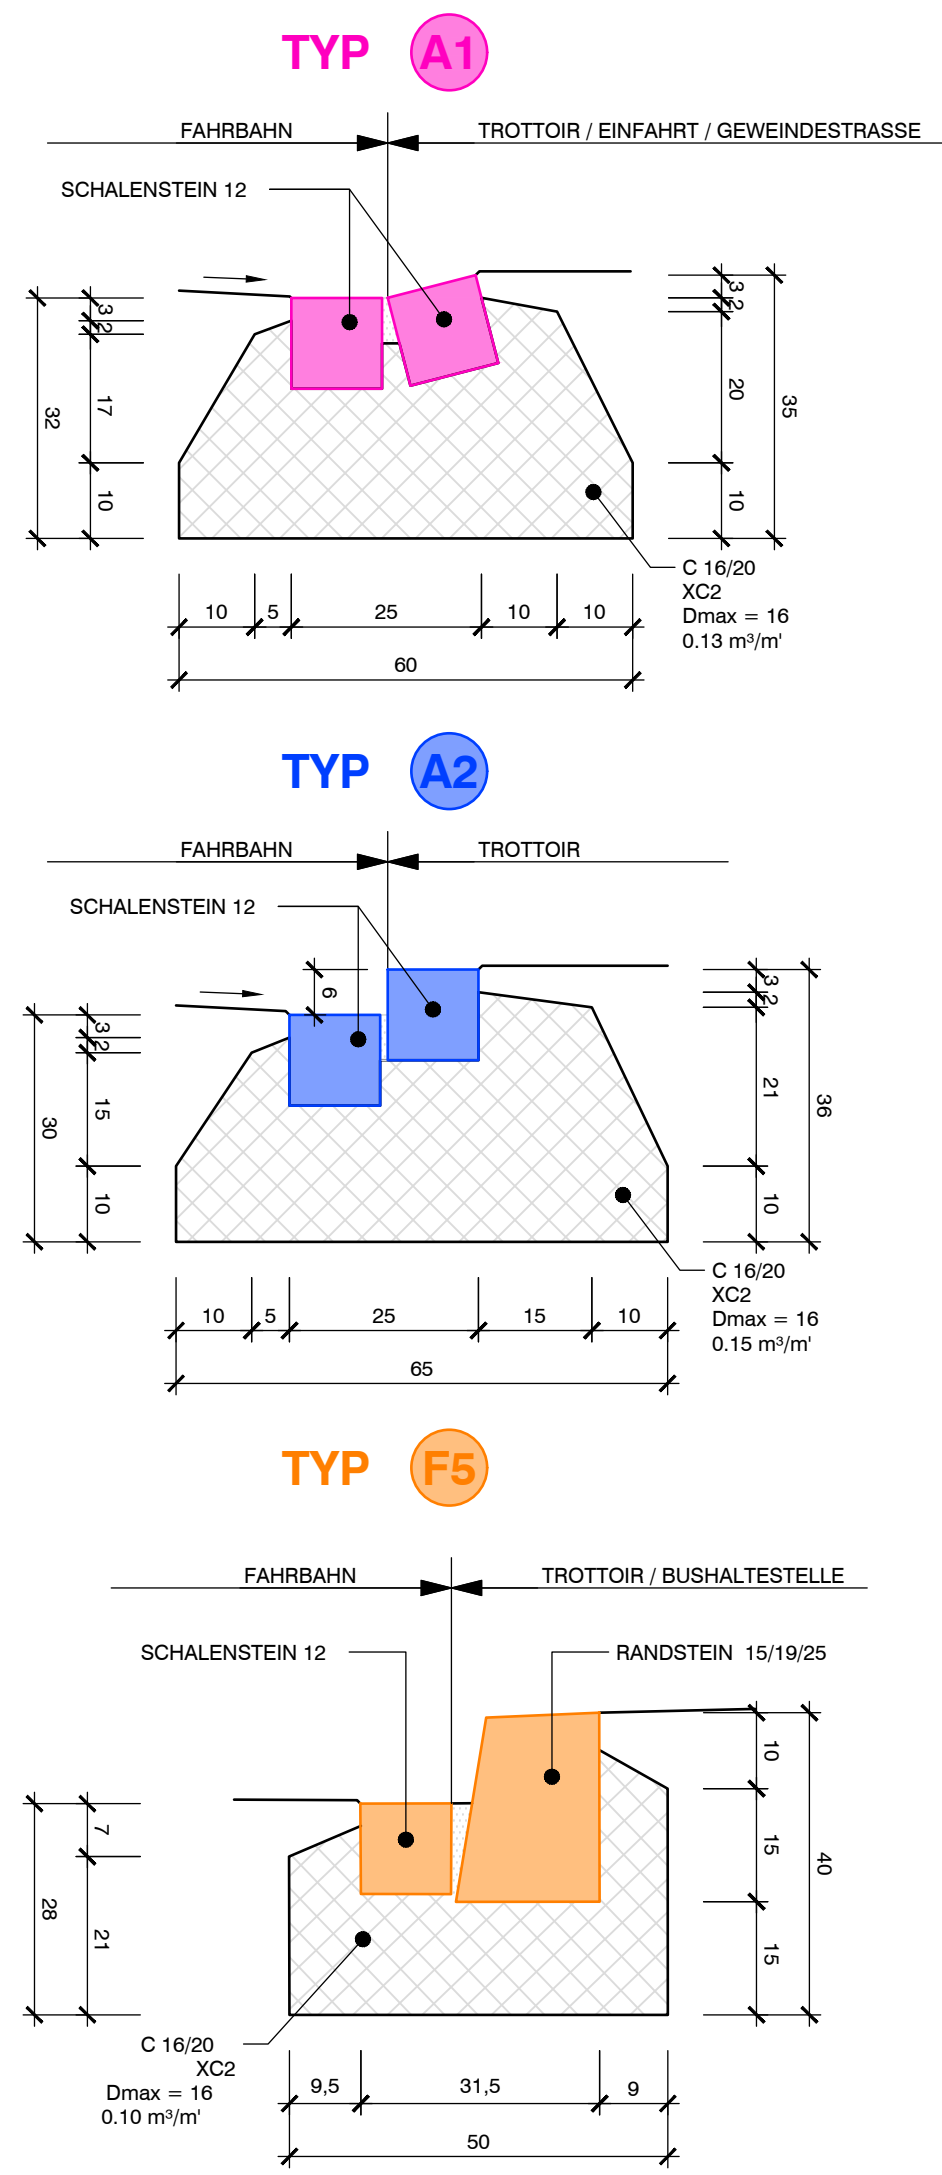 TYP A1
FAHRBAHN
TROTTOIR / EINFAHRT / GEWEINDESTRASSE
SCHALENSTEIN 12
3
2
17
10
32
3
2
20
10
35
C 16/20
XC2
Dmax = 16
0.13 m³/m'
10 5 25 10 10
60
TYP A2
FAHRBAHN
TROTTOIR
SCHALENSTEIN 12
6
3
2
15
10
30
3
2
21
10
36
C 16/20
XC2
Dmax = 16
0.15 m³/m'
10 5 25 15 10
65
TYP F5
FAHRBAHN
TROTTOIR / BUSHALTESTELLE
SCHALENSTEIN 12
RANDSTEIN 15/19/25
7
21
28
10
15
15
40
C 16/20
XC2
Dmax = 16
0.10 m³/m'
9,5 31,5 9
50